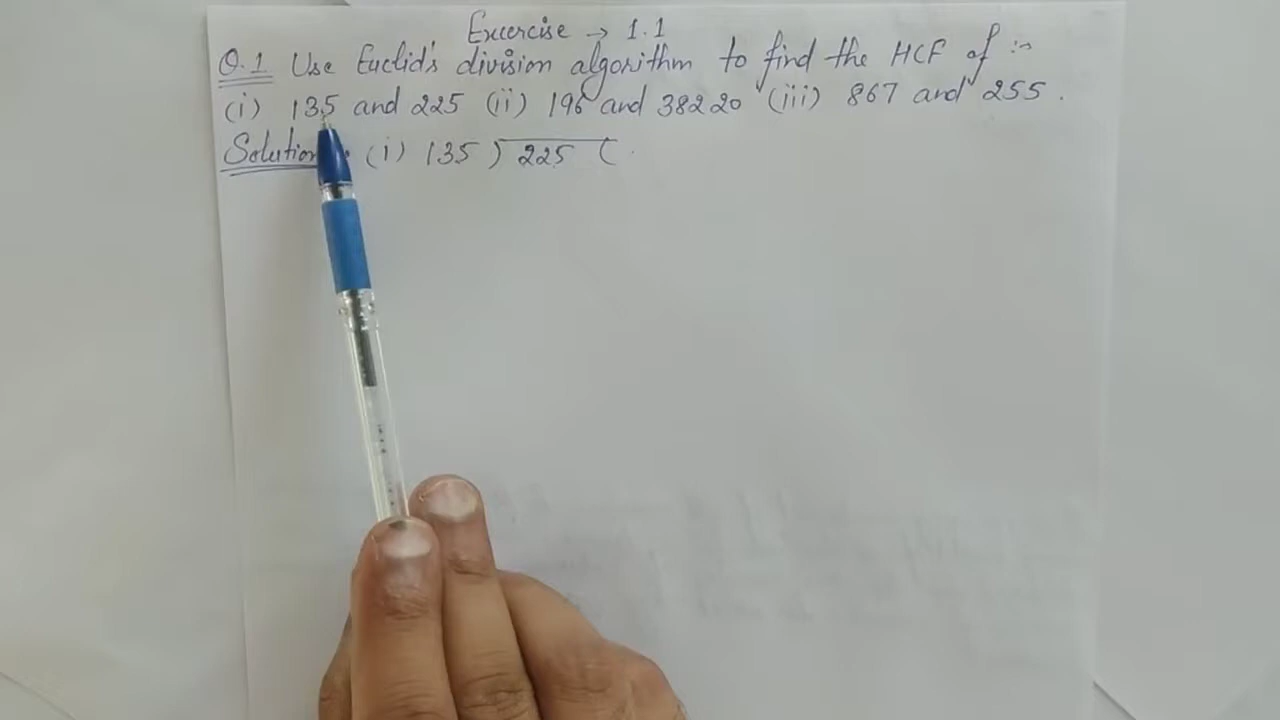 Excercise → 1.1
Q.1 Use Euclid's division algorithm to find the HCF of :-
(i) 135 and 225 (ii) 196 and 38220 (iii) 867 and 255.
Solution:- (i) 135) 225 (